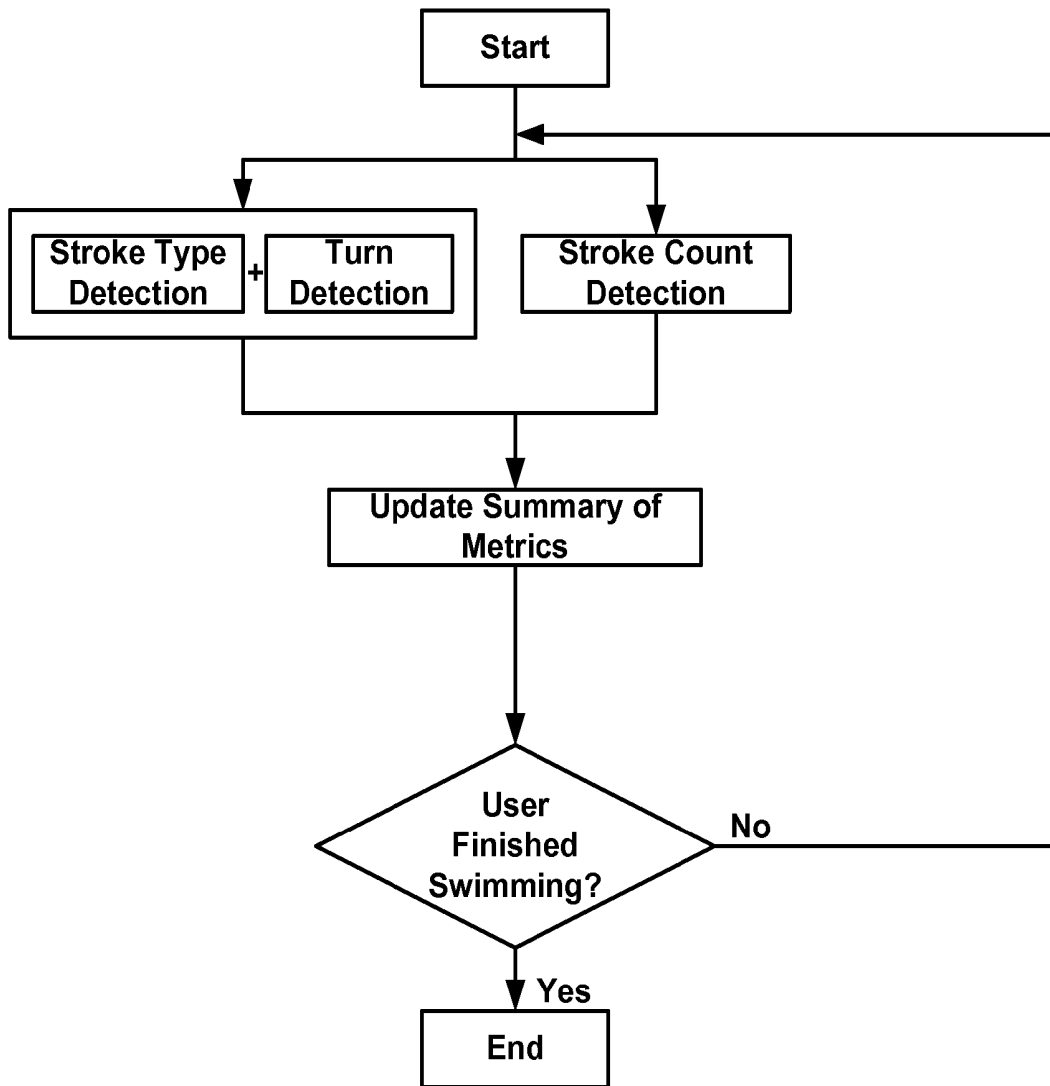 Start
Stroke Type
Detection
+
Turn
Detection
Stroke Count
Detection
Update Summary of
Metrics
User
Finished
Swimming?
No
Yes
End